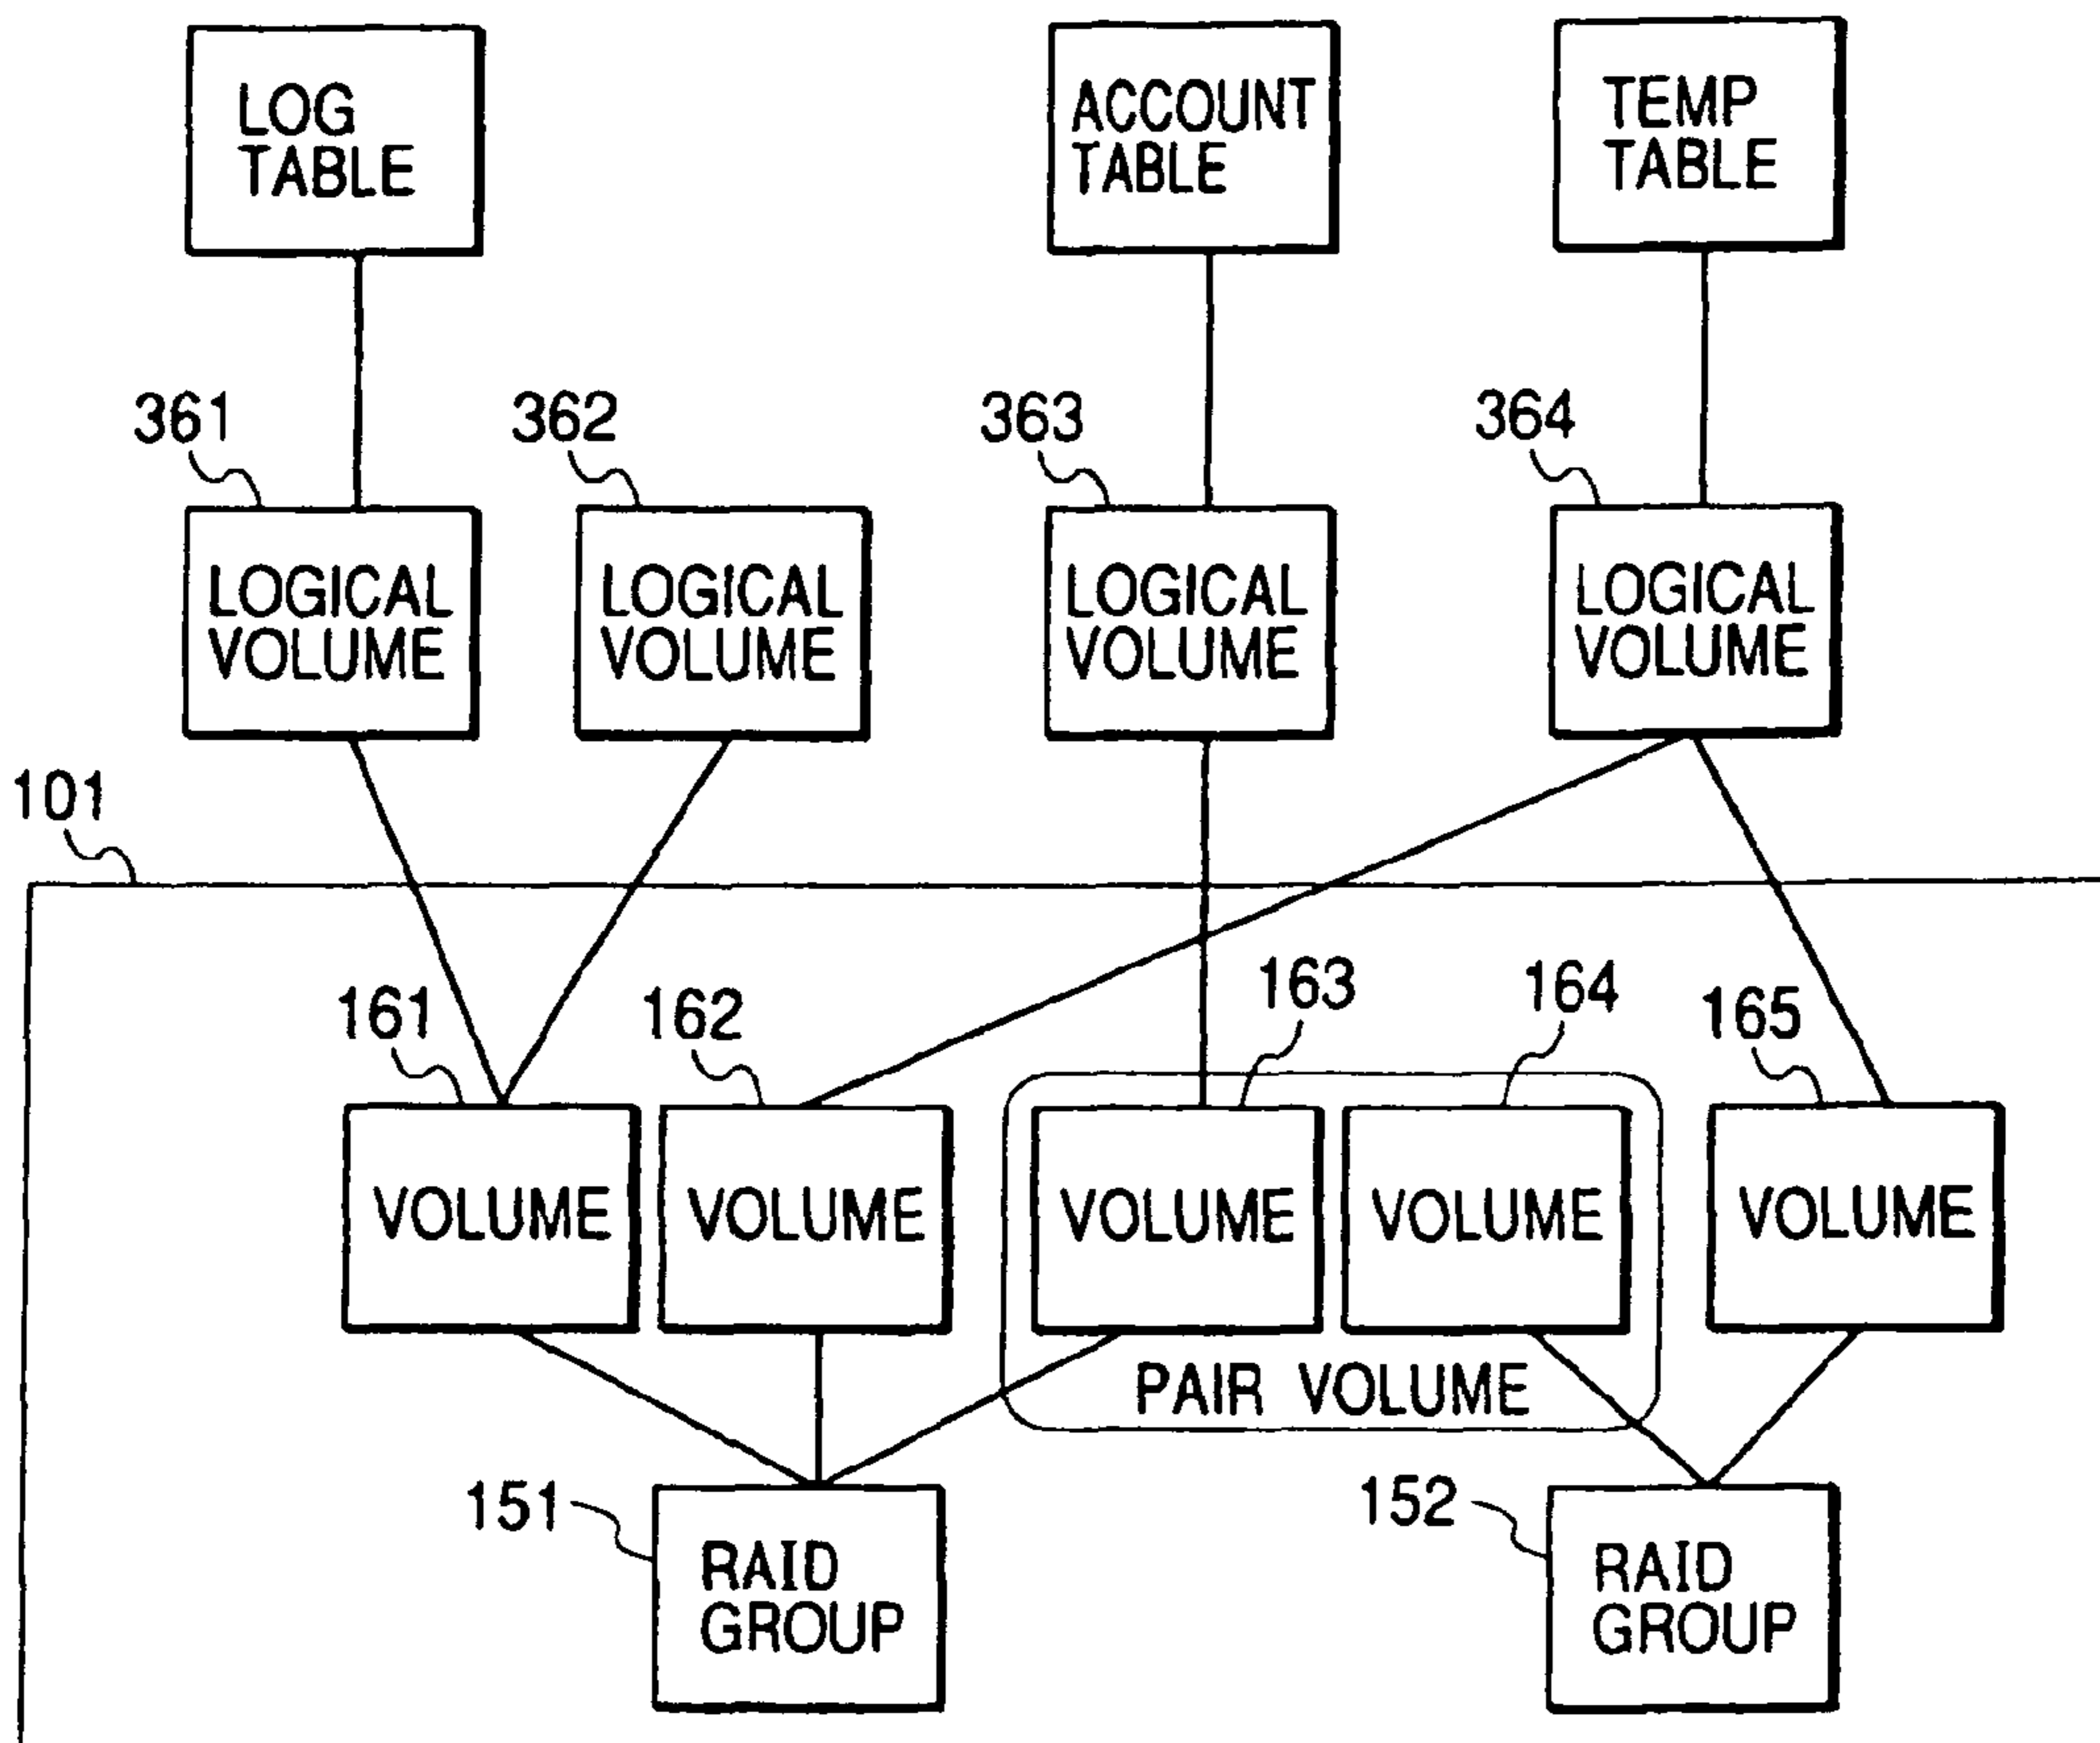 LOG
TABLE
ACCOUNT
TABLE
TEMP
TABLE
361
362
363
364
LOGICAL
VOLUME
LOGICAL
VOLUME
LOGICAL
VOLUME
LOGICAL
VOLUME
101
161
162
163
164
165
VOLUME
VOLUME
VOLUME
VOLUME
VOLUME
PAIR VOLUME
151
152
RAID
GROUP
RAID
GROUP